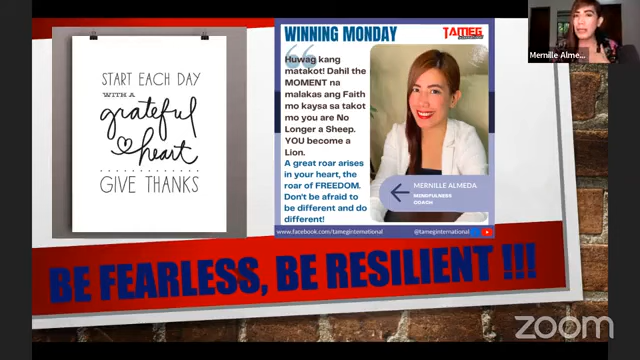 START EACH DAY
WITH A
grateful
heart
GIVE THANKS
WINNING MONDAY
TAMEG
Huwag kang
matakot! Dahil the
MOMENT na
malakas ang Faith
mo kaysa sa takot
mo you are No
Longer a Sheep.
YOU become a
Lion.
A great roar arises
in your heart, the
roar of FREEDOM.
Don't be afraid to
be different and do
different!
MERNILLE ALMEDA
COACH
www.facebook.com/tameginternational
@tameginternational
BE FEARLESS, BE RESILIENT !!!
Mernille Alme...
zoom